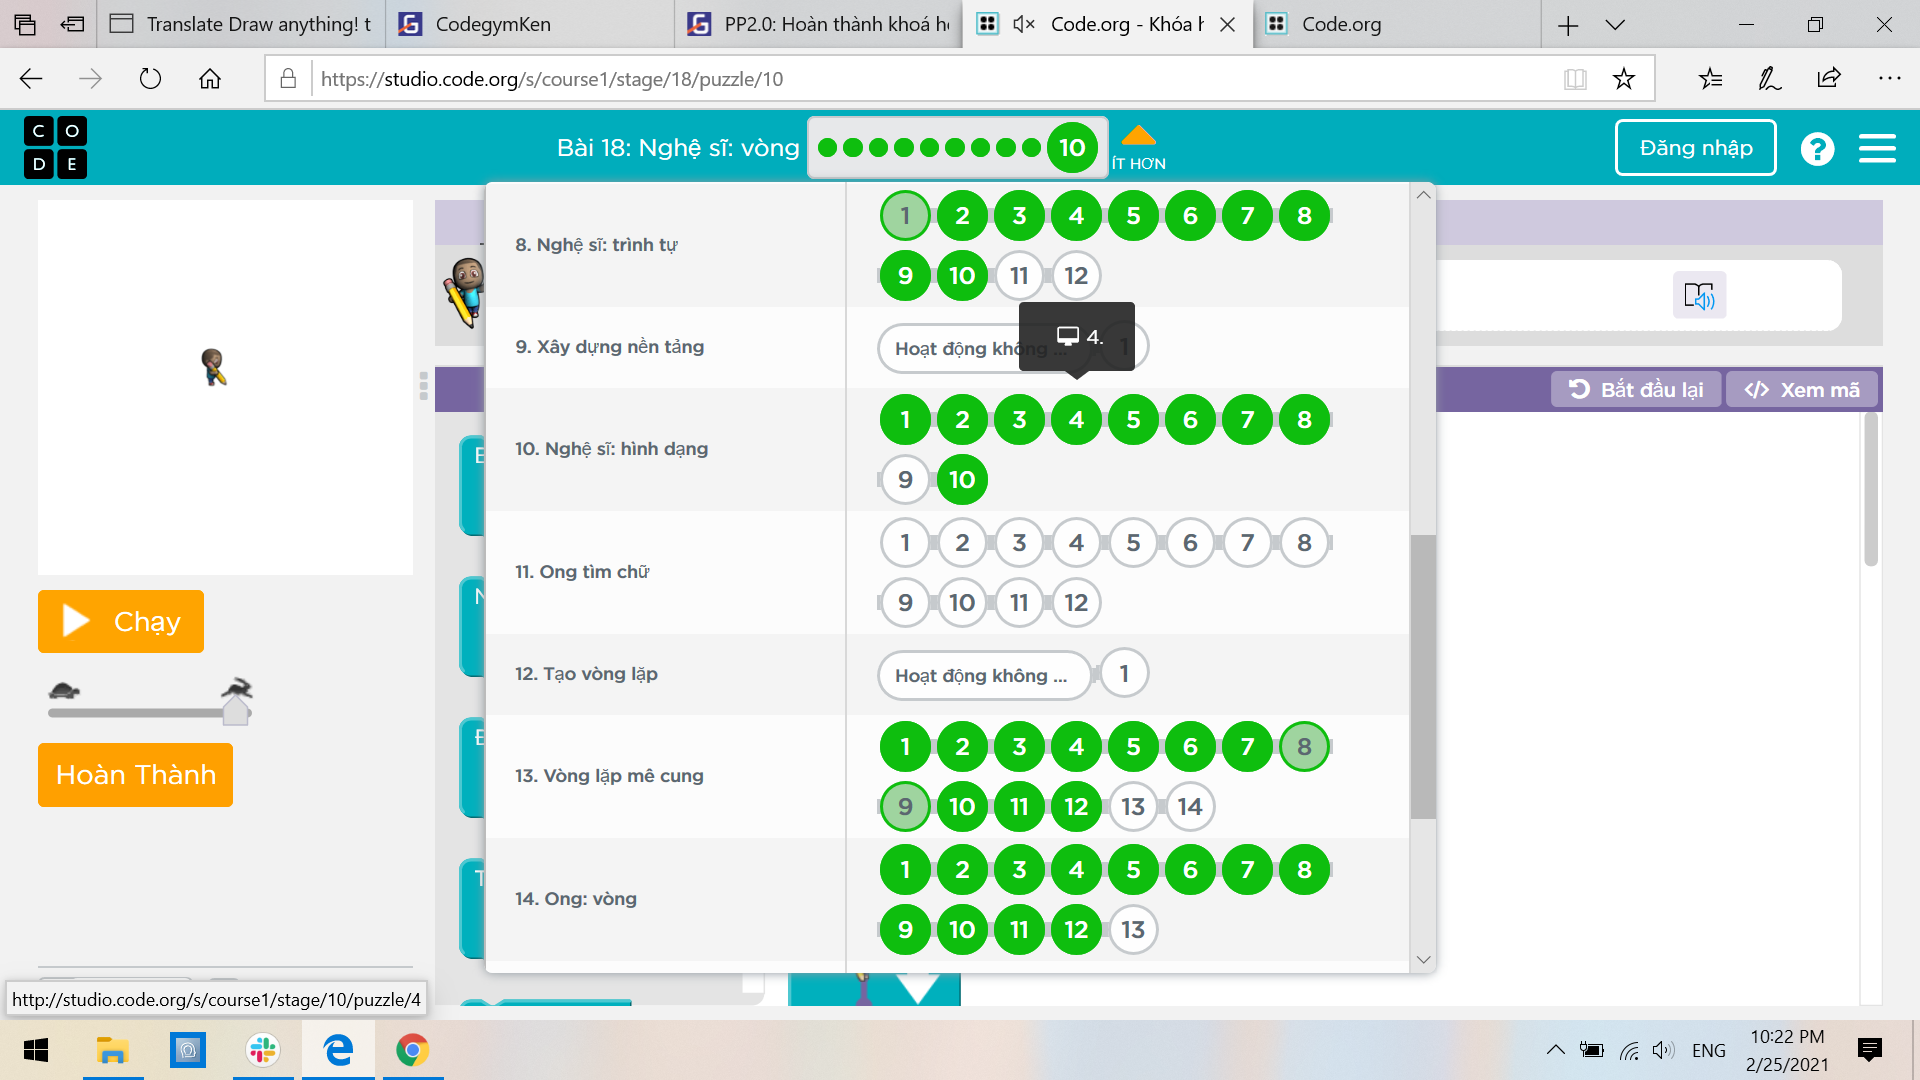 Translate Draw anything! t
CodegymKen
PP2.0: Hoàn thành khoá h
Code.org - Khóa h
Code.org
https://studio.code.org/s/course1/stage/18/puzzle/10
C O
D E
Bài 18: Nghệ sĩ: vòng
10
ÍT HƠN
Đăng nhập
?
8. Nghệ sĩ: trình tự
1 2 3 4 5 6 7 8
9 10 11 12
9. Xây dựng nền tảng
Hoạt động không ...
1
4.
10. Nghệ sĩ: hình dạng
1 2 3 4 5 6 7 8
9 10
11. Ong tìm chữ
1 2 3 4 5 6 7 8
9 10 11 12
12. Tạo vòng lặp
Hoạt động không ... 1
13. Vòng lặp mê cung
1 2 3 4 5 6 7 8
9 10 11 12 13 14
14. Ong: vòng
1 2 3 4 5 6 7 8
9 10 11 12 13
Bắt đầu lại
Xem mã
Chạy
Hoàn Thành
http://studio.code.org/s/course1/stage/10/puzzle/4
ENG
10:22 PM
2/25/2021